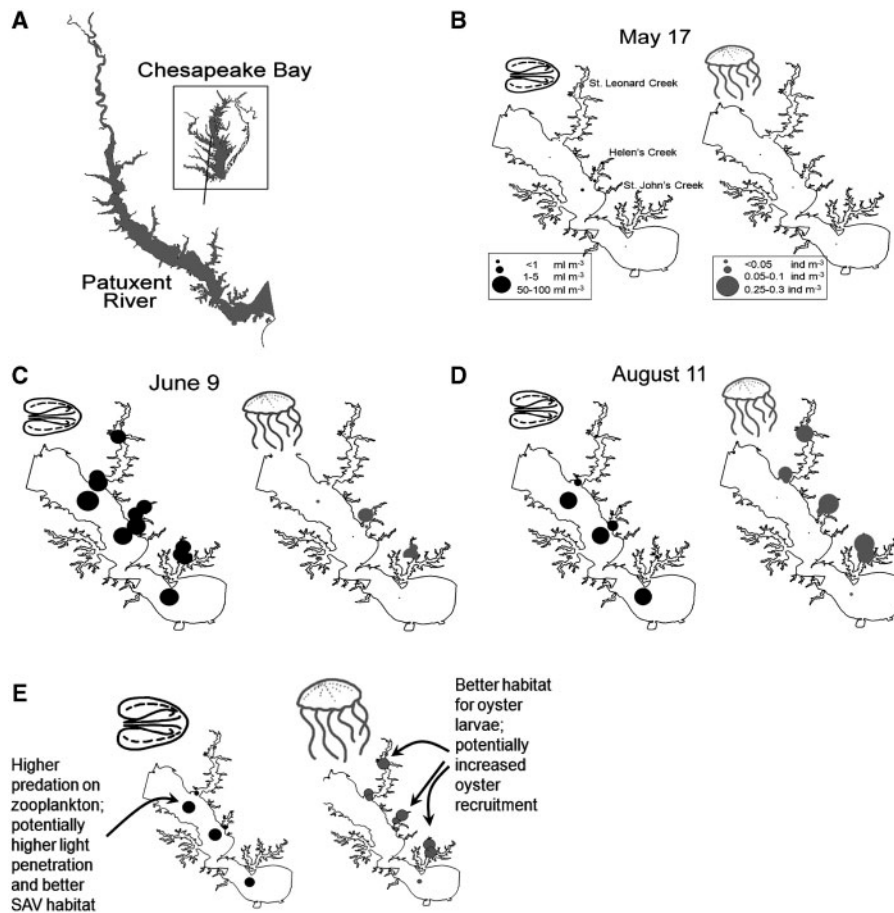 A
Chesapeake Bay
Patuxent
River
B
May 17
St. Leonard Creek
Helen's Creek
St. John's Creek
<1 ml m-3
1-5 ml m-3
50-100 ml m-3
<0.05 ind m-3
0.05-0.1 ind m-3
0.25-0.3 ind m-3
C
June 9
D
August 11
E
Higher
predation on
zooplankton;
potentially
higher light
penetration
and better
SAV habitat
Better habitat
for oyster
larvae;
potentially
increased
oyster
recruitment